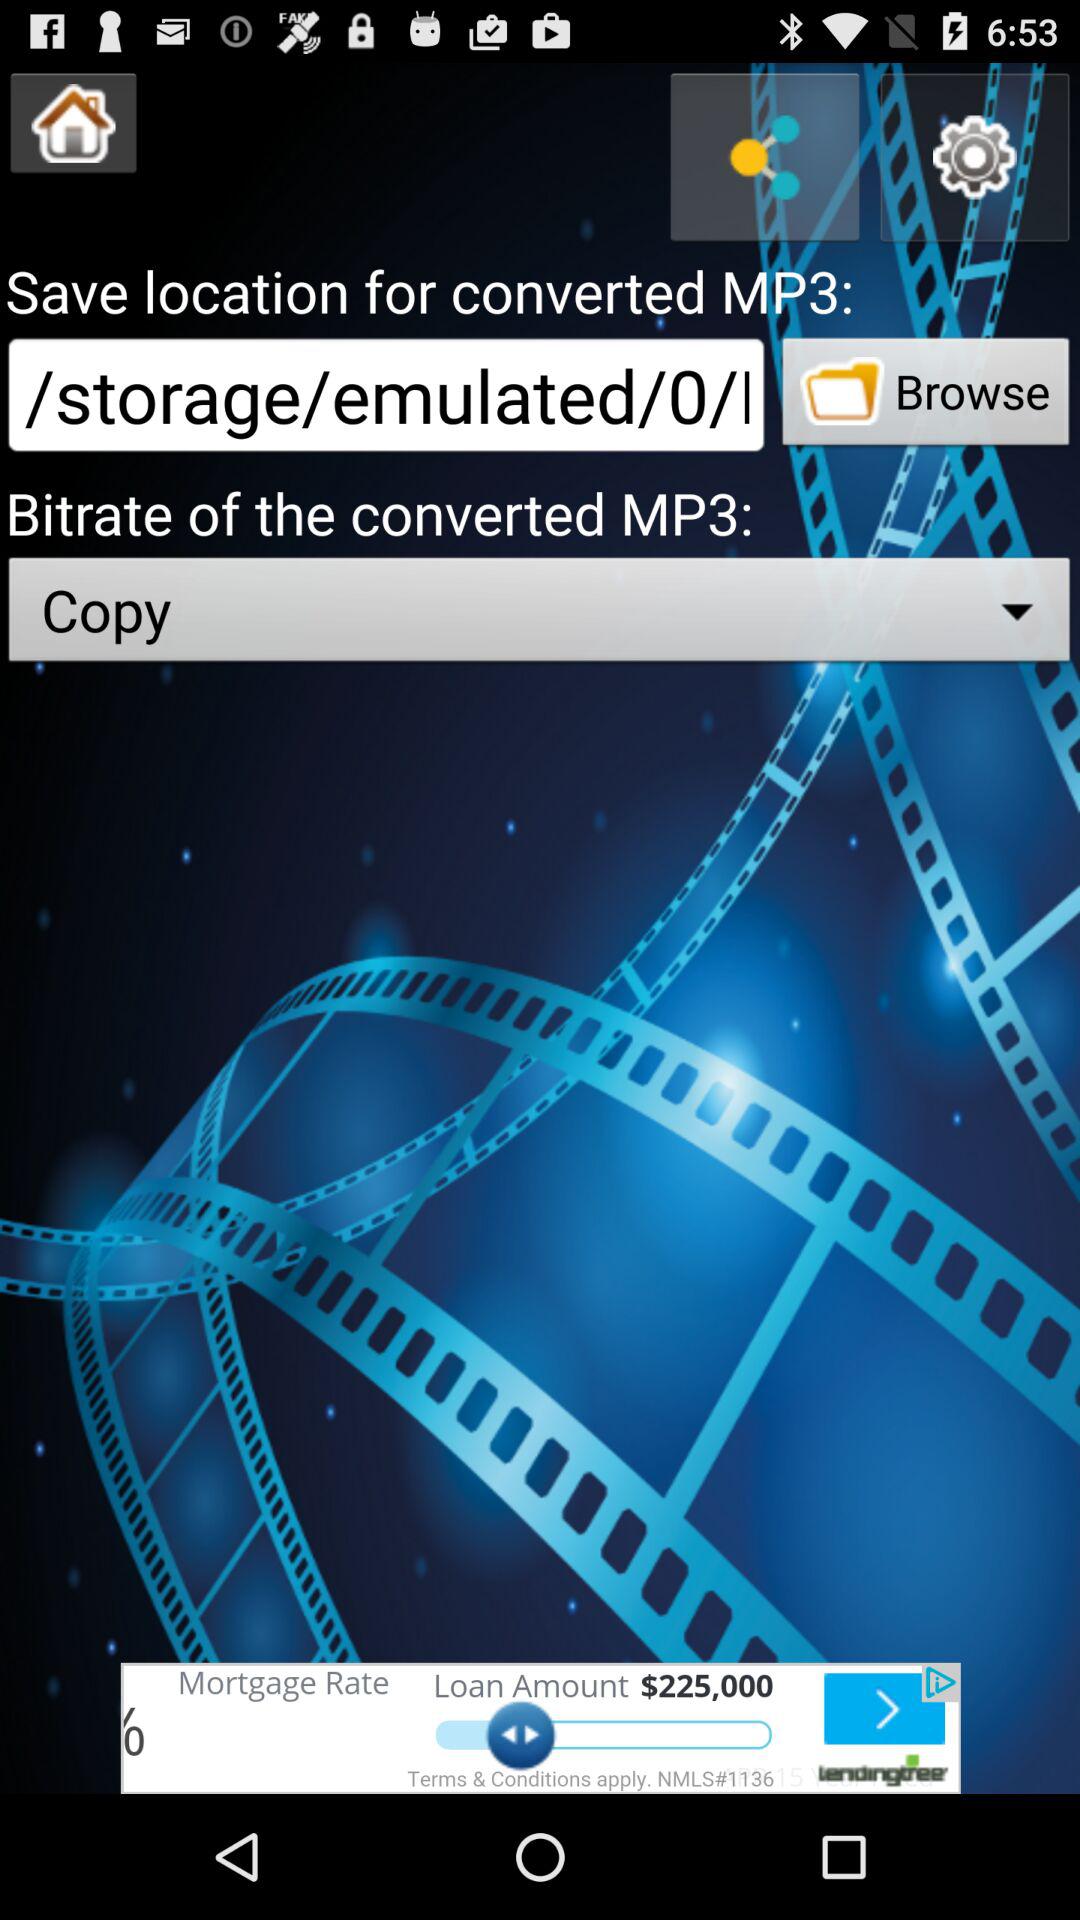 FAKE
6:53
Save location for converted MP3:
/storage/emulated/0/
Browse
Bitrate of the converted MP3:
Copy
Mortgage Rate
Loan Amount $225,000
%
Terms & Conditions apply. NMLS#1136
lendingtree